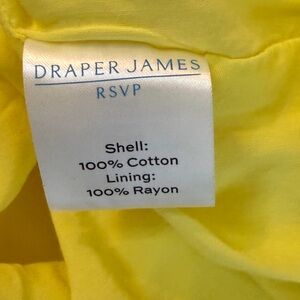 DRAPER JAMES
RSVP
Shell:
100% Cotton
Lining:
100% Rayon